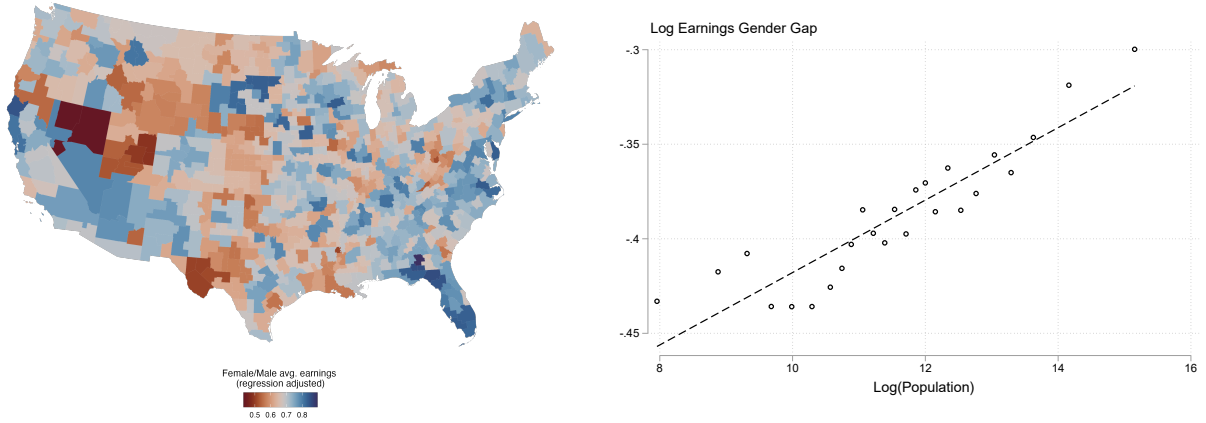 Female/Male avg. earnings
(regression adjusted)
0.5 0.6 0.7 0.8
Log Earnings Gender Gap
-.3
-.35
-.4
-.45
8 10 12 14 16
Log(Population)